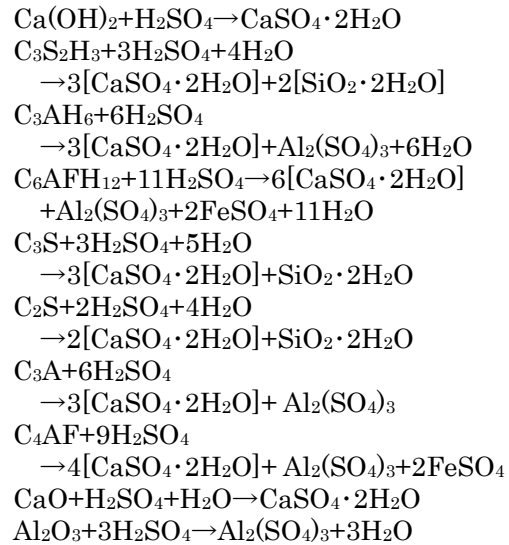 Ca(OH)₂+H₂SO₄→CaSO₄･2H₂O
C₃S₂H₃+3H₂SO₄+4H₂O
→3[CaSO₄･2H₂O]+2[SiO₂･2H₂O]
C₃AH₆+6H₂SO₄
→3[CaSO₄･2H₂O]+Al₂(SO₄)₃+6H₂O
C₆AFH₁₂+11H₂SO₄→6[CaSO₄･2H₂O]
+Al₂(SO₄)₃+2FeSO₄+11H₂O
C₃S+3H₂SO₄+5H₂O
→3[CaSO₄･2H₂O]+SiO₂･2H₂O
C₂S+2H₂SO₄+4H₂O
→2[CaSO₄･2H₂O]+SiO₂･2H₂O
C₃A+6H₂SO₄
→3[CaSO₄･2H₂O]+ Al₂(SO₄)₃
C₄AF+9H₂SO₄
→4[CaSO₄･2H₂O]+ Al₂(SO₄)₃+2FeSO₄
CaO+H₂SO₄+H₂O→CaSO₄･2H₂O
Al₂O₃+3H₂SO₄→Al₂(SO₄)₃+3H₂O